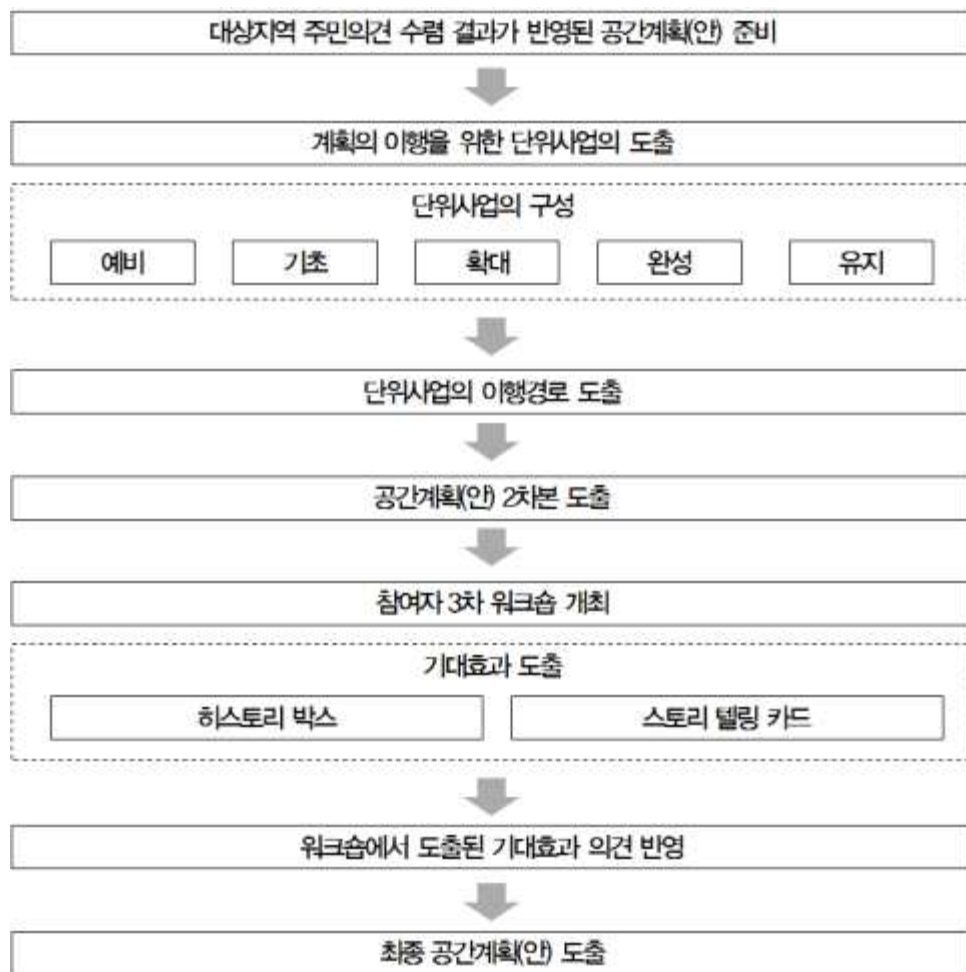 대상지역 주민의견 수렴 결과가 반영된 공간계획(안) 준비
계획의 이행을 위한 단위사업의 도출
단위사업의 구성
예비 기초 확대 완성 유지
단위사업의 이행경로 도출
공간계획(안) 2차본 도출
참여자 3차 워크숍 개최
기대효과 도출
히스토리 박스 스토리 텔링 카드
워크숍에서 도출된 기대효과 의견 반영
최종 공간계획(안) 도출